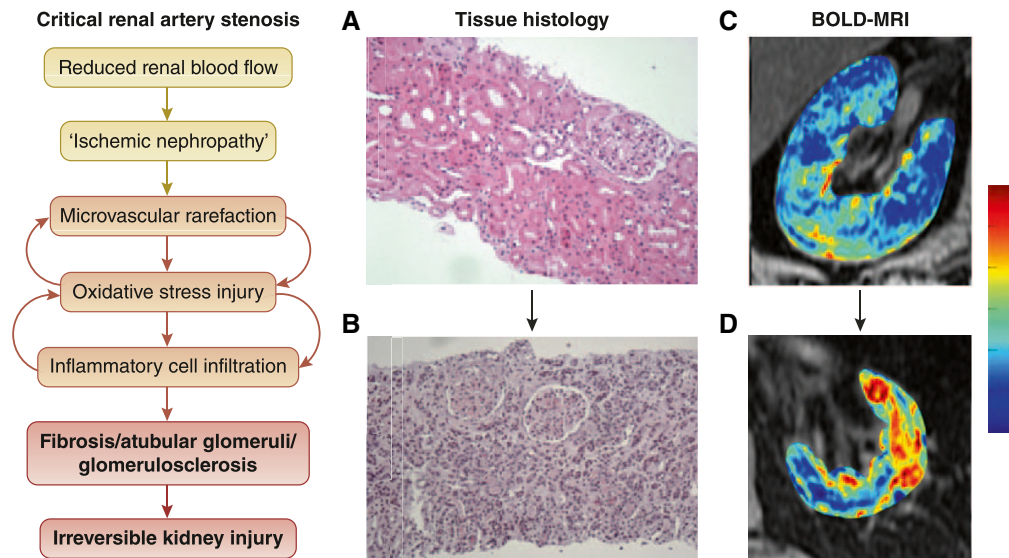 Critical renal artery stenosis
Reduced renal blood flow
‘Ischemic nephropathy’
Microvascular rarefaction
Oxidative stress injury
Inflammatory cell infiltration
Fibrosis/atubular glomeruli/
glomerulosclerosis
Irreversible kidney injury
A
Tissue histology
B
C
BOLD-MRI
D